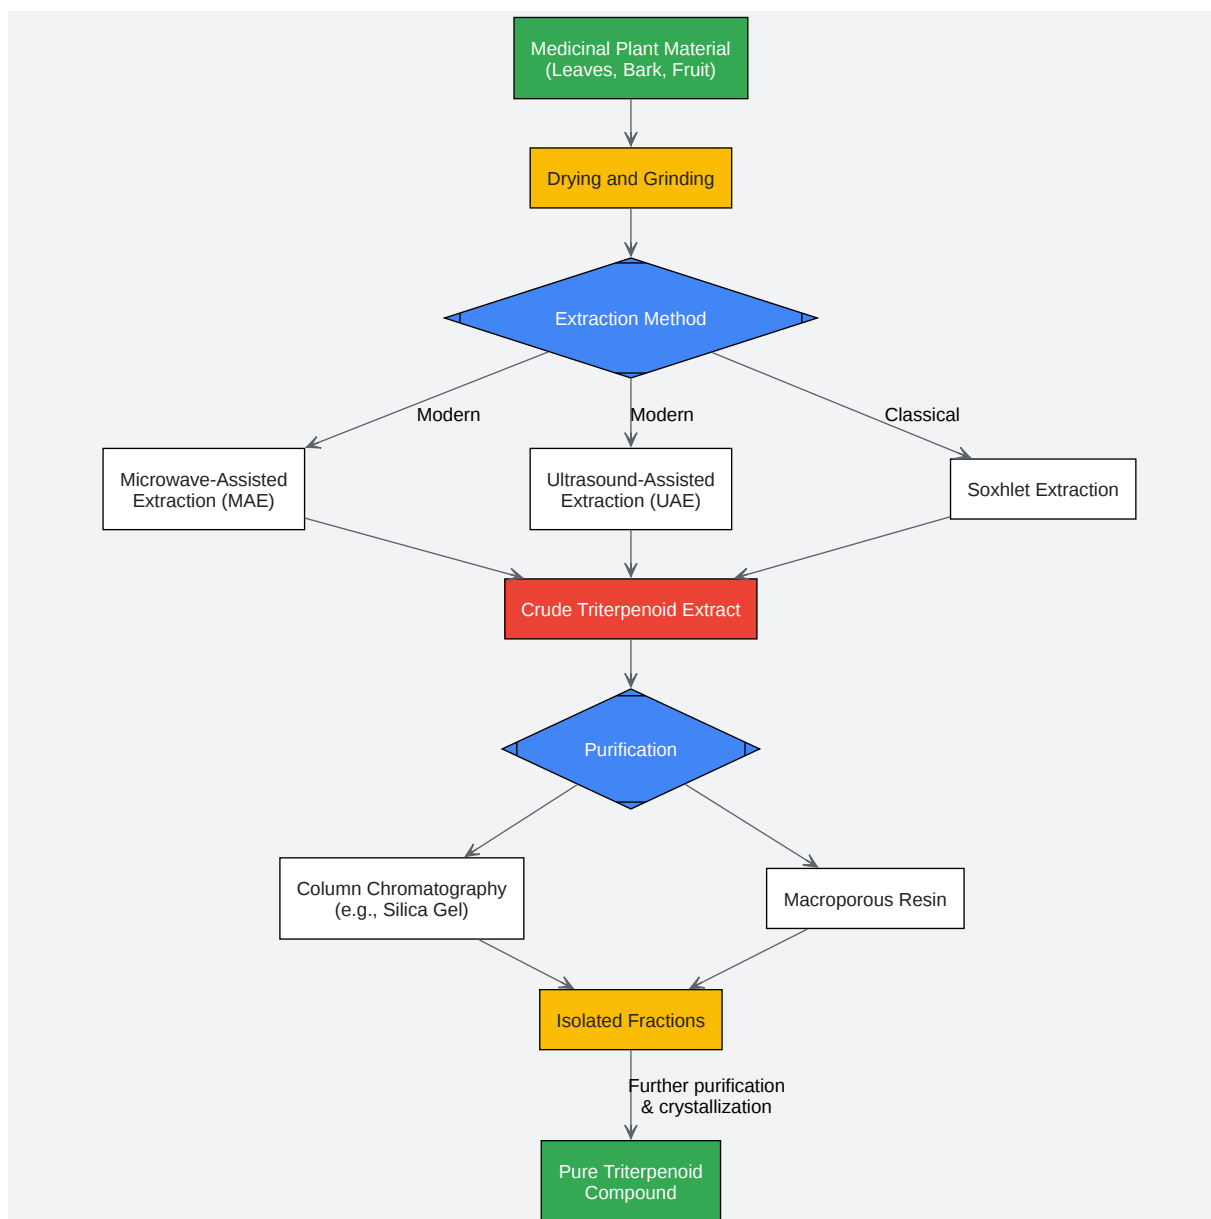 Medicinal Plant Material
(Leaves, Bark, Fruit)
Drying and Grinding
Extraction Method
Modern
Modern
Classical
Microwave-Assisted
Extraction (MAE)
Ultrasound-Assisted
Extraction (UAE)
Soxhlet Extraction
Crude Triterpenoid Extract
Purification
Column Chromatography
(e.g., Silica Gel)
Macroporous Resin
Isolated Fractions
Further purification
& crystallization
Pure Triterpenoid
Compound